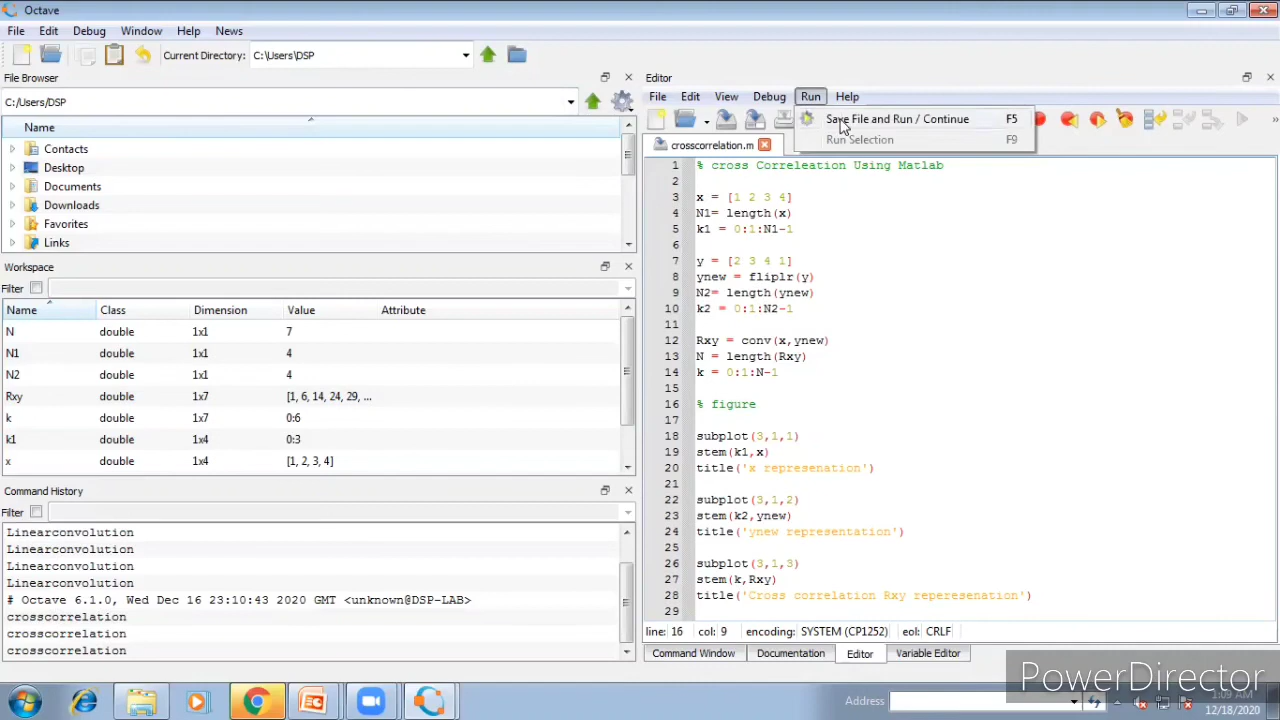 Octave
File Edit Debug Window Help News
Current Directory: C:\Users\DSP
File Browser
C:/Users/DSP
Name
Contacts
Desktop
Documents
Downloads
Favorites
Links
Workspace
Filter
Name Class Dimension Value Attribute
N double 1x1 7
N1 double 1x1 4
N2 double 1x1 4
Rxy double 1x7 [1, 6, 14, 24, 29, ...
k double 1x7 0:6
k1 double 1x4 0:3
x double 1x4 [1, 2, 3, 4]
Command History
Filter
Linearconvolution
Linearconvolution
Linearconvolution
Linearconvolution
# Octave 6.1.0, Wed Dec 16 23:10:43 2020 GMT <unknown@DSP-LAB>
crosscorrelation
crosscorrelation
crosscorrelation
Editor
File Edit View Debug Run Help
Save File and Run / Continue F5
Run Selection F9
crosscorrelation.m
1 % cross Correleation Using Matlab
2
3 x = [1 2 3 4]
4 N1= length(x)
5 k1 = 0:1:N1-1
6
7 y = [2 3 4 1]
8 ynew = fliplr(y)
9 N2= length(ynew)
10 k2 = 0:1:N2-1
11
12 Rxy = conv(x,ynew)
13 N = length(Rxy)
14 k = 0:1:N-1
15
16 % figure
17
18 subplot(3,1,1)
19 stem(k1,x)
20 title('x represenation')
21
22 subplot(3,1,2)
23 stem(k2,ynew)
24 title('ynew representation')
25
26 subplot(3,1,3)
27 stem(k,Rxy)
28 title('Cross correlation Rxy reperesenation')
29
line: 16 col: 9 encoding: SYSTEM (CP1252) eol: CRLF
Command Window Documentation Editor Variable Editor
PowerDirector
Address
1:09 AM
12/18/2020